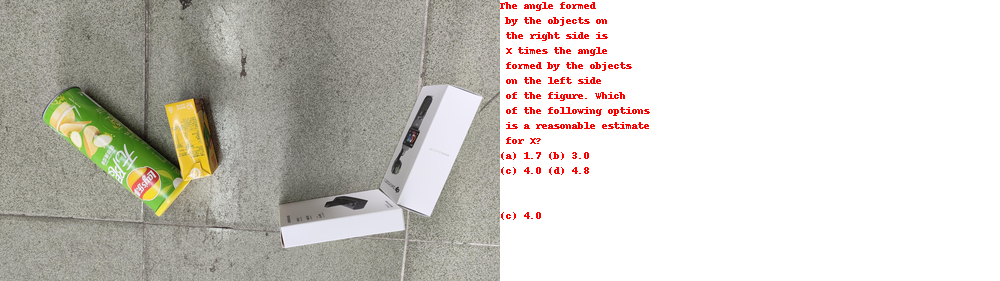 The angle formed
by the objects on
the right side is
X times the angle
formed by the objects
on the left side
of the figure. Which
of the following options
is a reasonable estimate
for X?
(a) 1.7 (b) 3.0
(c) 4.0 (d) 4.8
(c) 4.0
Lay's